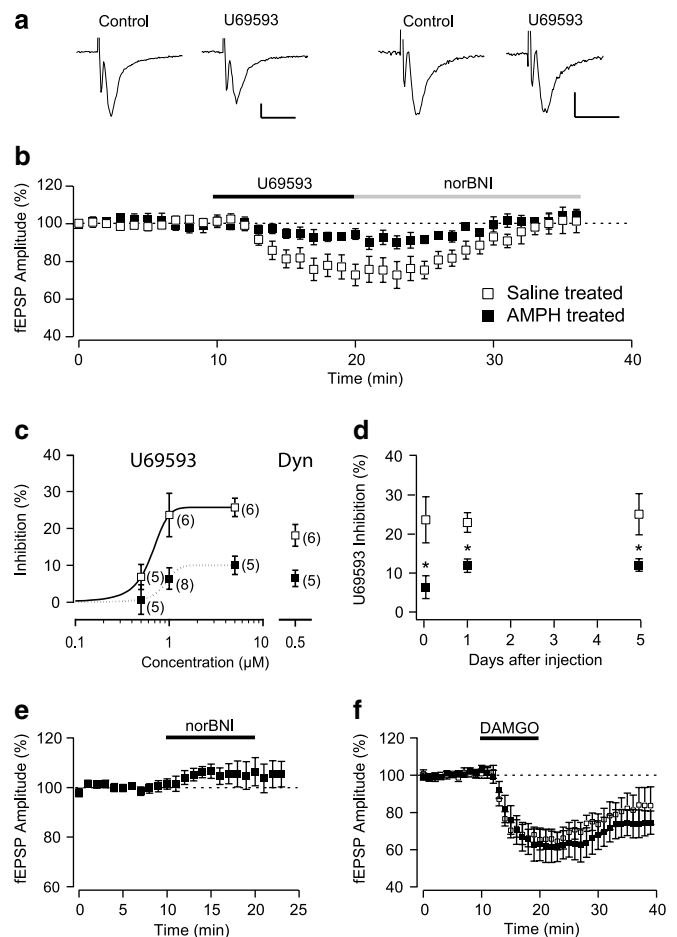 a
Control U69593 Control U69593
b
U69593 norBNI
120
100
80
60
40
fEPSP Amplitude (%)
Saline treated
AMPH treated
0 10 20 30 40
Time (min)
c
U69593 Dyn
40
30
20
10
0
Inhibition (%)
(6)
(6)
(5)
(5)
(8)
(5)
(6)
(5)
0.1 1 10 0.5
Concentration (µM)
d
40
30
20
10
0
U69593 Inhibition (%)
* * *
0 1 2 3 4 5
Days after injection
e
norBNI
120
100
80
60
fEPSP Amplitude (%)
0 5 10 15 20 25
Time (min)
f
DAMGO
120
100
80
60
40
fEPSP Amplitude (%)
0 10 20 30 40
Time (min)